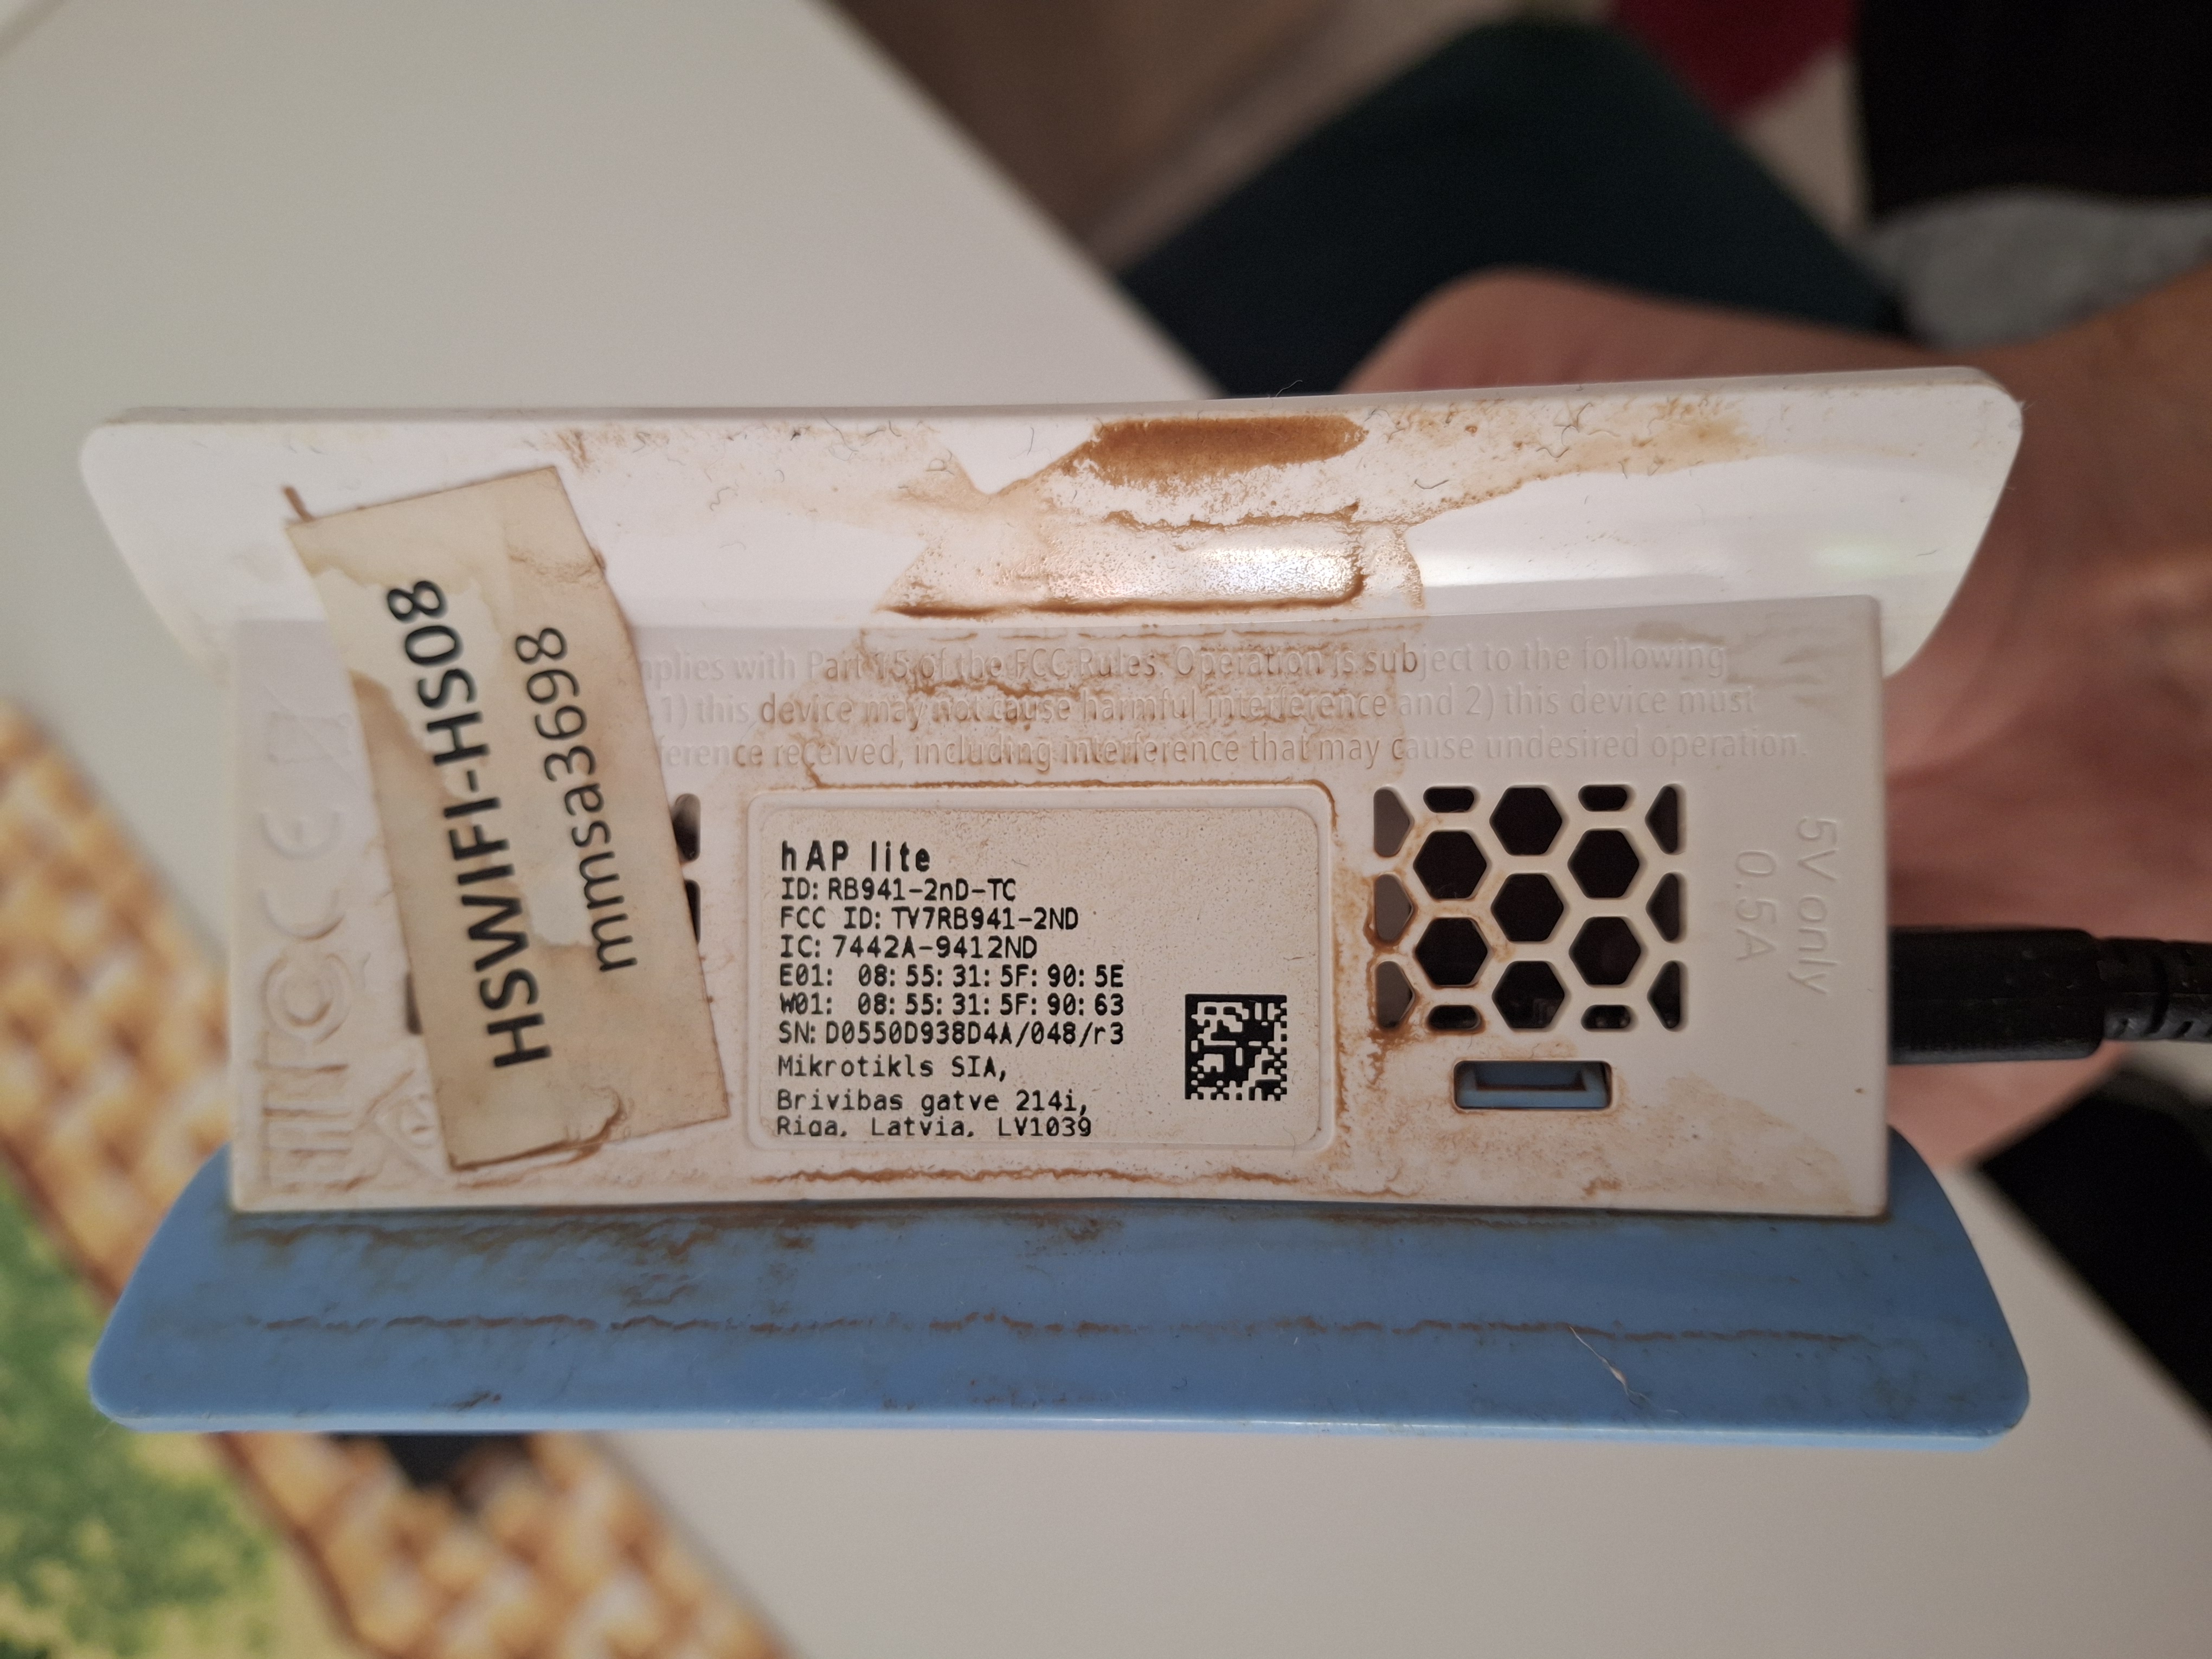 HSWIFI-HS08
mmsa3698
mplies with Part 15 of the FCC Rules. Operation is subject to the following
1) this device may not cause harmful interference and 2) this device must
ference received, including interference that may cause undesired operation.
hAP lite
ID: RB941-2nD-TC
FCC ID: TV7RB941-2ND
IC: 7442A-9412ND
E01: 08:55:31:5F:90:5E
W01: 08:55:31:5F:90:63
SN: D0550D938D4A/048/r3
Mikrotikls SIA,
Brivibas gatve 214i,
Riga, Latvia, LV1039
5V only
0.5A
CE